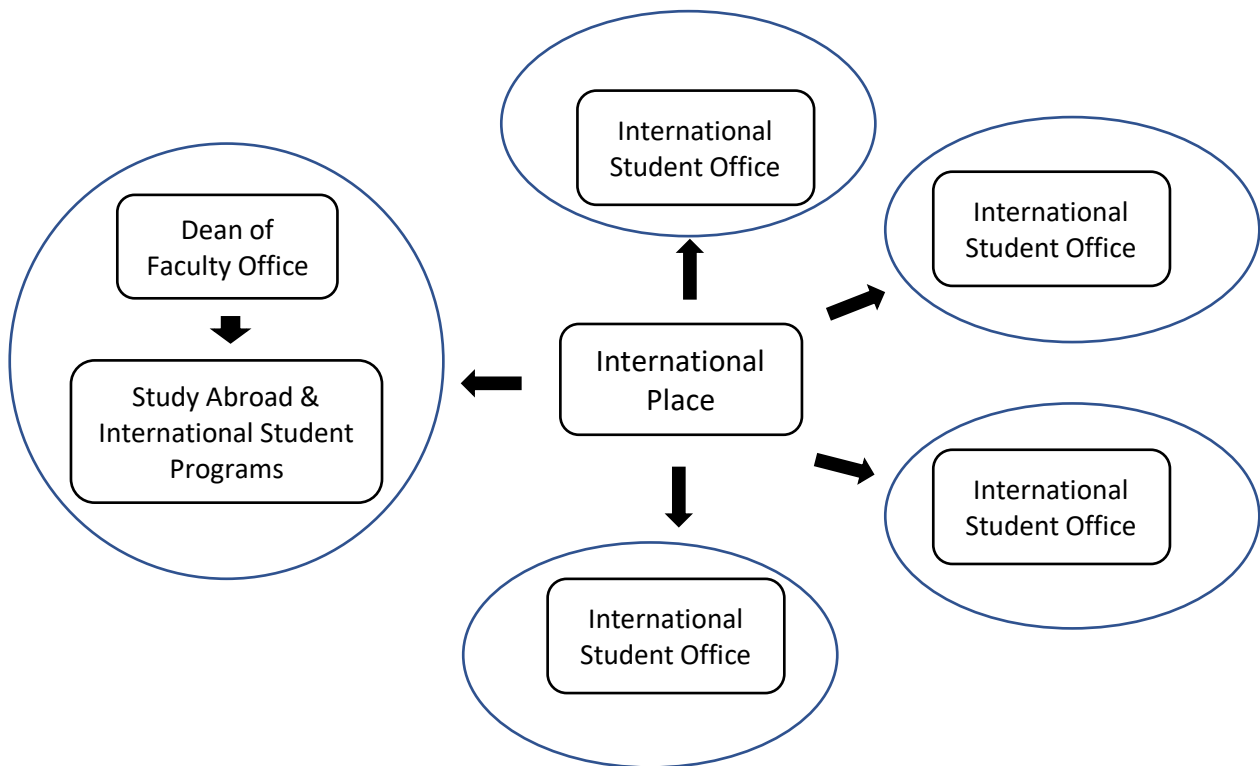 International
Student Office
International
Student Office
Dean of
Faculty Office
International
Place
Study Abroad &
International Student
Programs
International
Student Office
International
Student Office